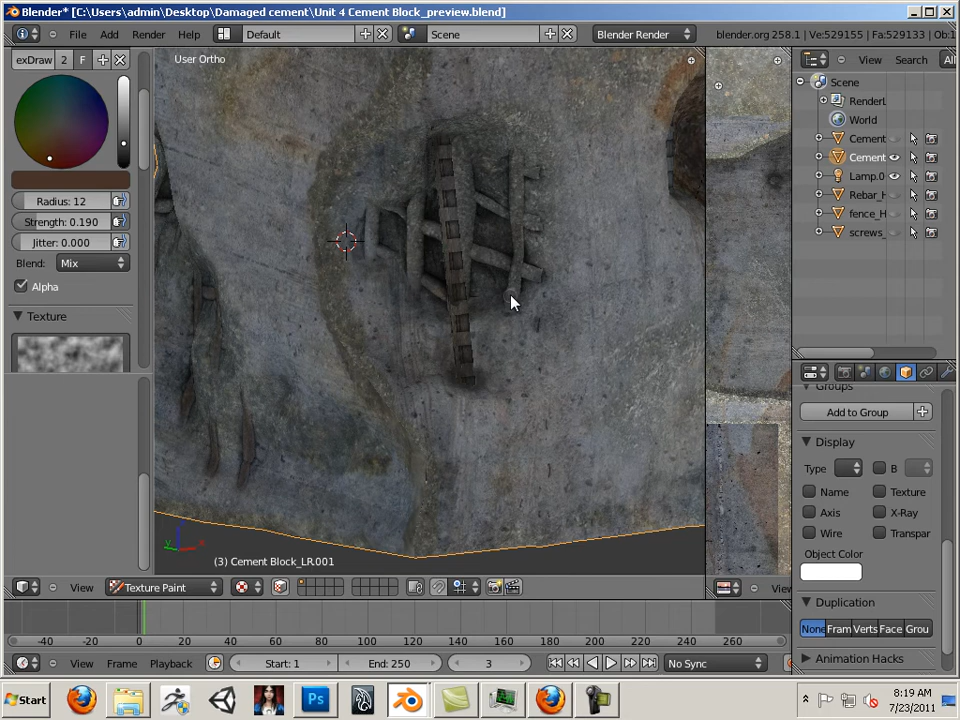 Blender* [C:\Users\admin\Desktop\Damaged cement\Unit 4 Cement Block_preview.blend]
File Add Render Help Default Scene Blender Render blender.org 258.1 | Ve:529155 | Fa:529133 | Ob:1
exDraw 2 F
User Ortho
View Search All
Scene
RenderL
World
Cement
Cement
Lamp.0
Rebar_H
fence_H
screws_
Radius: 12
Strength: 0.190
Jitter: 0.000
Blend: Mix
Alpha
Texture
Groups
Add to Group
Display
Type B
Name Texture
Axis X-Ray
Wire Transpar
Object Color
Duplication
None Fram Verts Face Grou
Animation Hacks
(3) Cement Block_LR.001
View Texture Paint View
-40 -20 0 20 40 60 80 100 120 140 160 180 200 220 240 260
View Frame Playback Start: 1 End: 250 3 No Sync
Start Ps 8:19 AM
7/23/2011